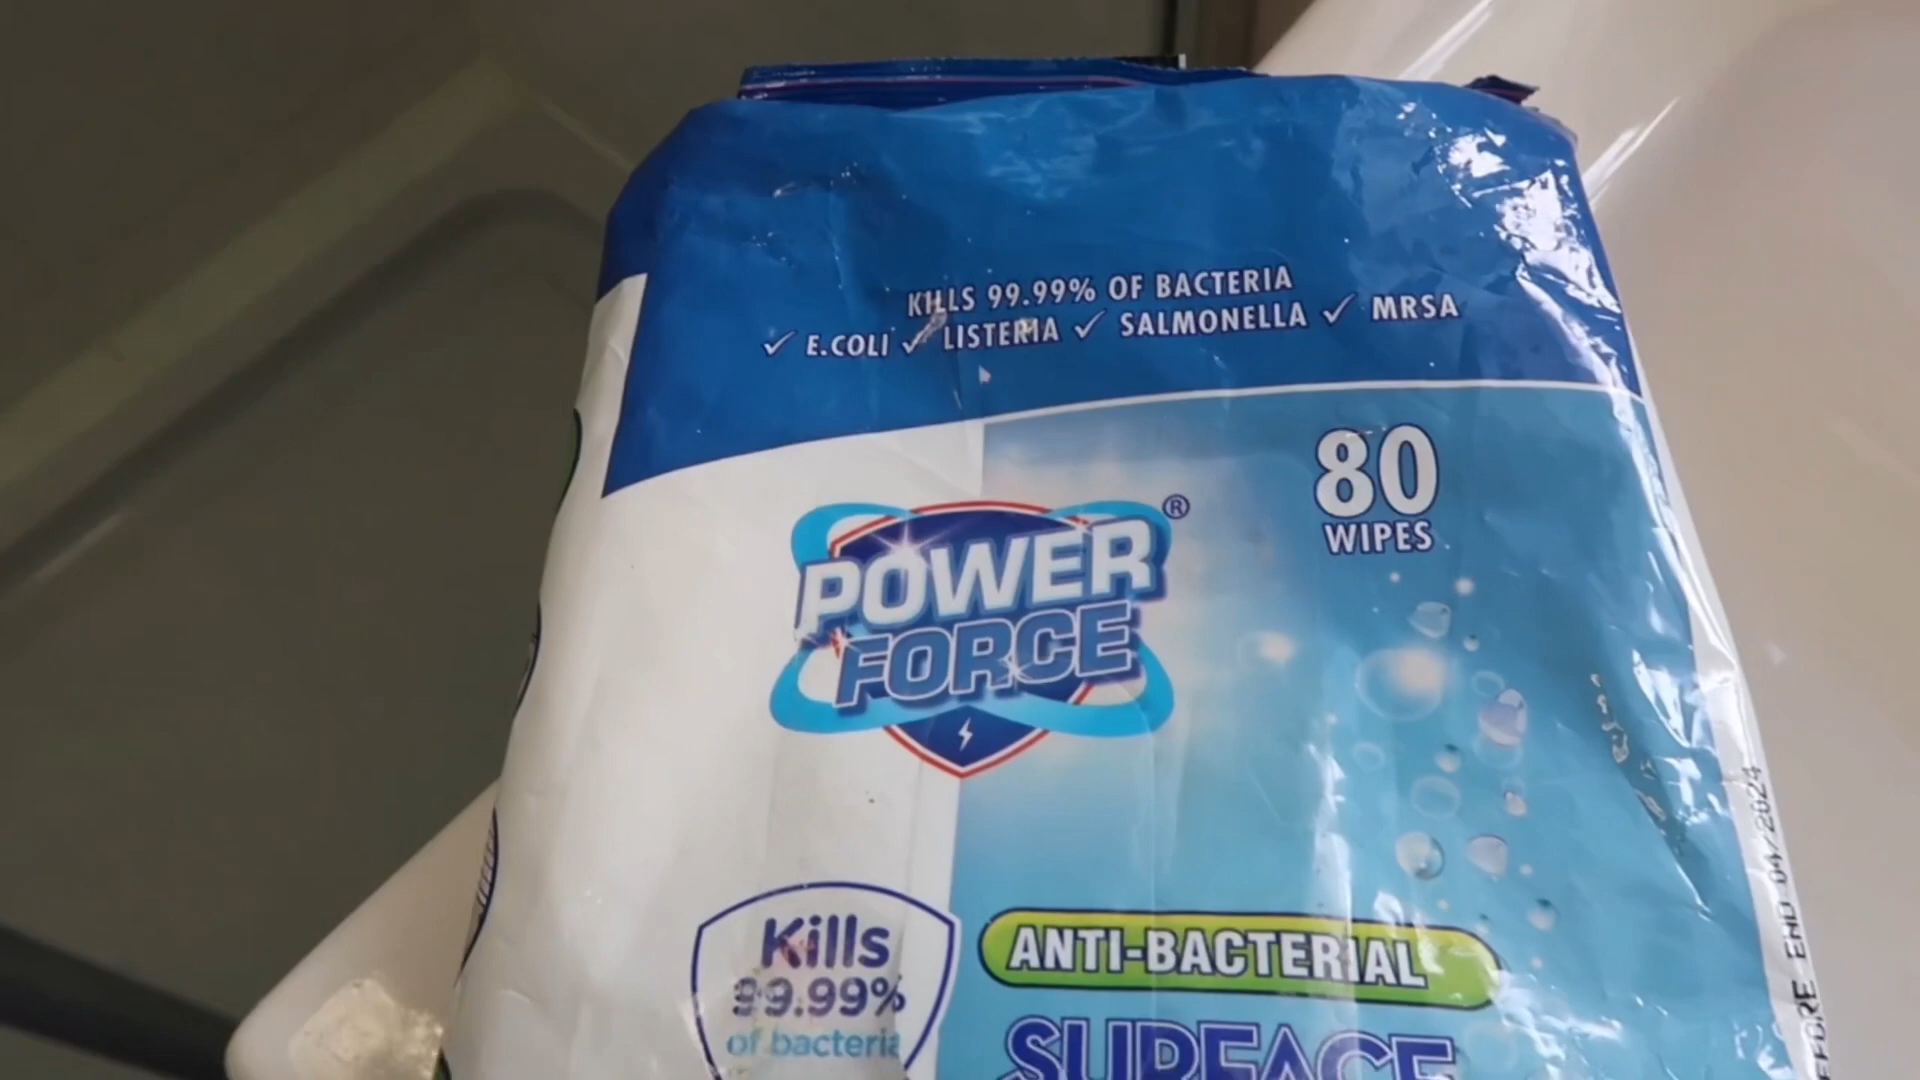 KILLS 99.99% OF BACTERIA
✓ E.COLI ✓ LISTERIA ✓ SALMONELLA ✓ MRSA
80
WIPES
POWER
FORCE
®
Kills
99.99%
of bacteria
ANTI-BACTERIAL
SURFACE
END 04/2024